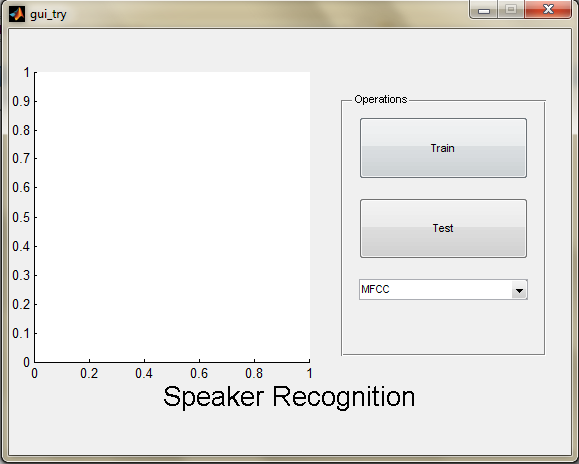 gui_try
1
0.9
0.8
0.7
0.6
0.5
0.4
0.3
0.2
0.1
0
0 0.2 0.4 0.6 0.8 1
Operations
Train
Test
MFCC
Speaker Recognition